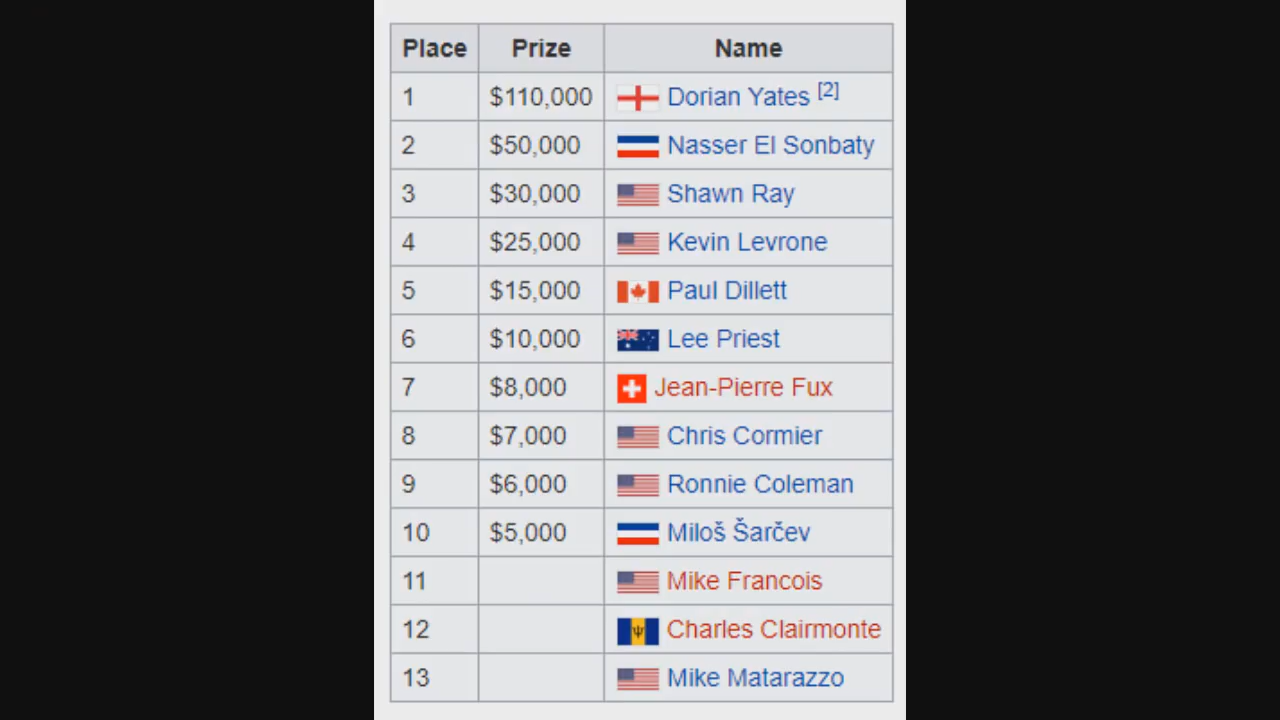 Place Prize Name
1 $110,000 Dorian Yates [2]
2 $50,000 Nasser El Sonbaty
3 $30,000 Shawn Ray
4 $25,000 Kevin Levrone
5 $15,000 Paul Dillett
6 $10,000 Lee Priest
7 $8,000 Jean-Pierre Fux
8 $7,000 Chris Cormier
9 $6,000 Ronnie Coleman
10 $5,000 Miloš Šarčev
11 Mike Francois
12 Charles Clairmonte
13 Mike Matarazzo